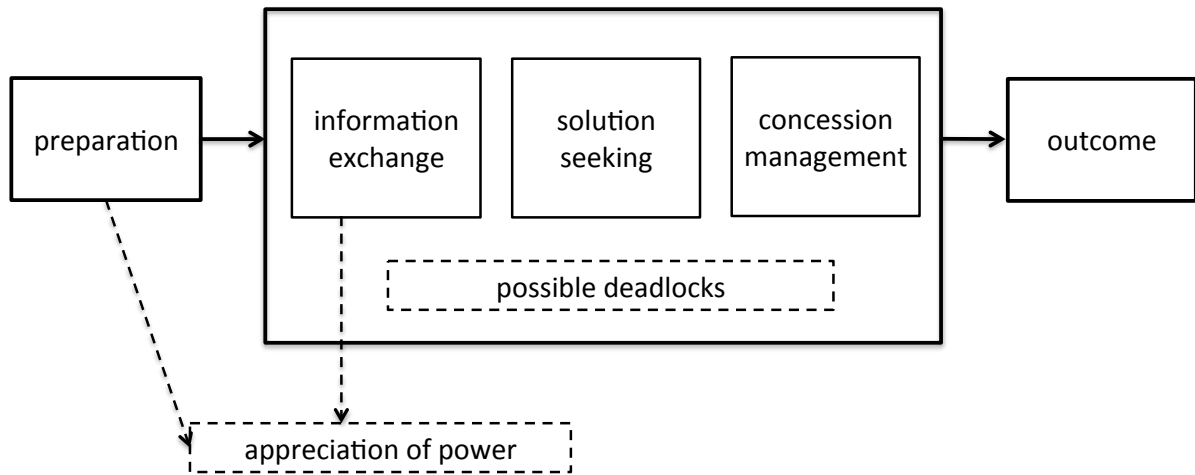 preparation
information
exchange
solution
seeking
concession
management
outcome
possible deadlocks
appreciation of power